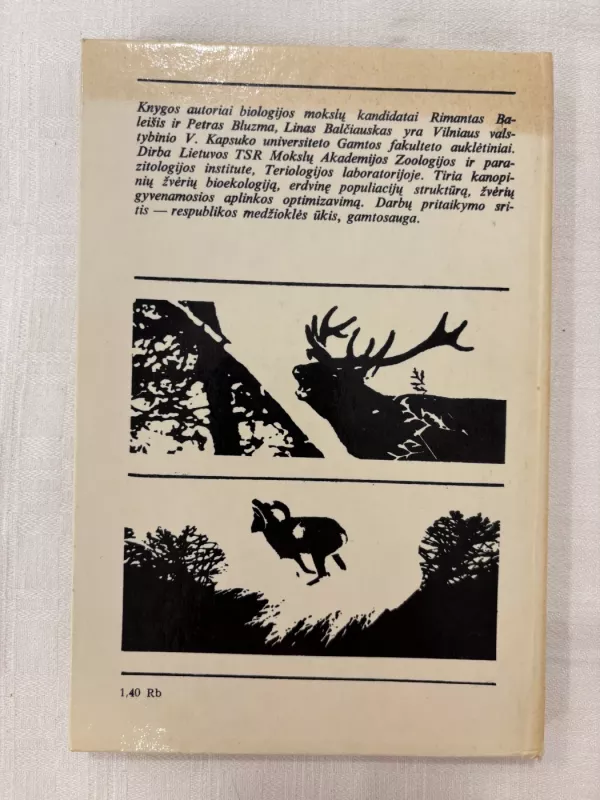 Knygos autoriai biologijos mokslų kandidatai Rimantas Ba-
leišis ir Petras Bluzma, Linas Balčiauskas yra Vilniaus vals-
tybinio V. Kapsuko universiteto Gamtos fakulteto auklėtiniai.
Dirba Lietuvos TSR Mokslų Akademijos Zoologijos ir para-
zitologijos institute, Teriologijos laboratorijoje. Tiria kanopi-
nių žvėrių bioekologiją, erdvinę populiacijų struktūrą, žvėrių
gyvenamosios aplinkos optimizavimą. Darbų pritaikymo sri-
tis — respublikos medžioklės ūkis, gamtosauga.
1,40 Rb